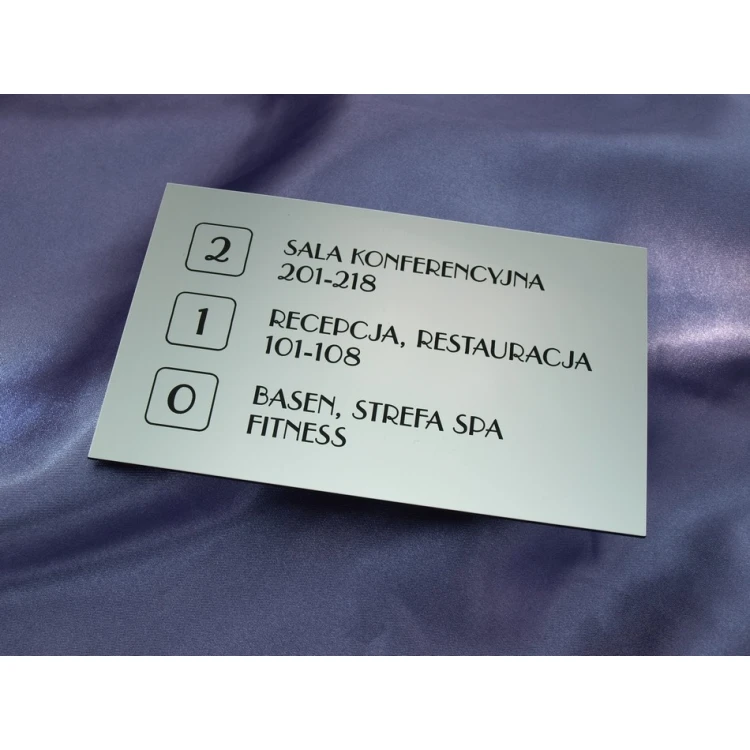 2 SALA KONFERENCYJNA
201-218
1 RECEPCJA, RESTAURACJA
101-108
0 BASEN, STREFA SPA
FITNESS